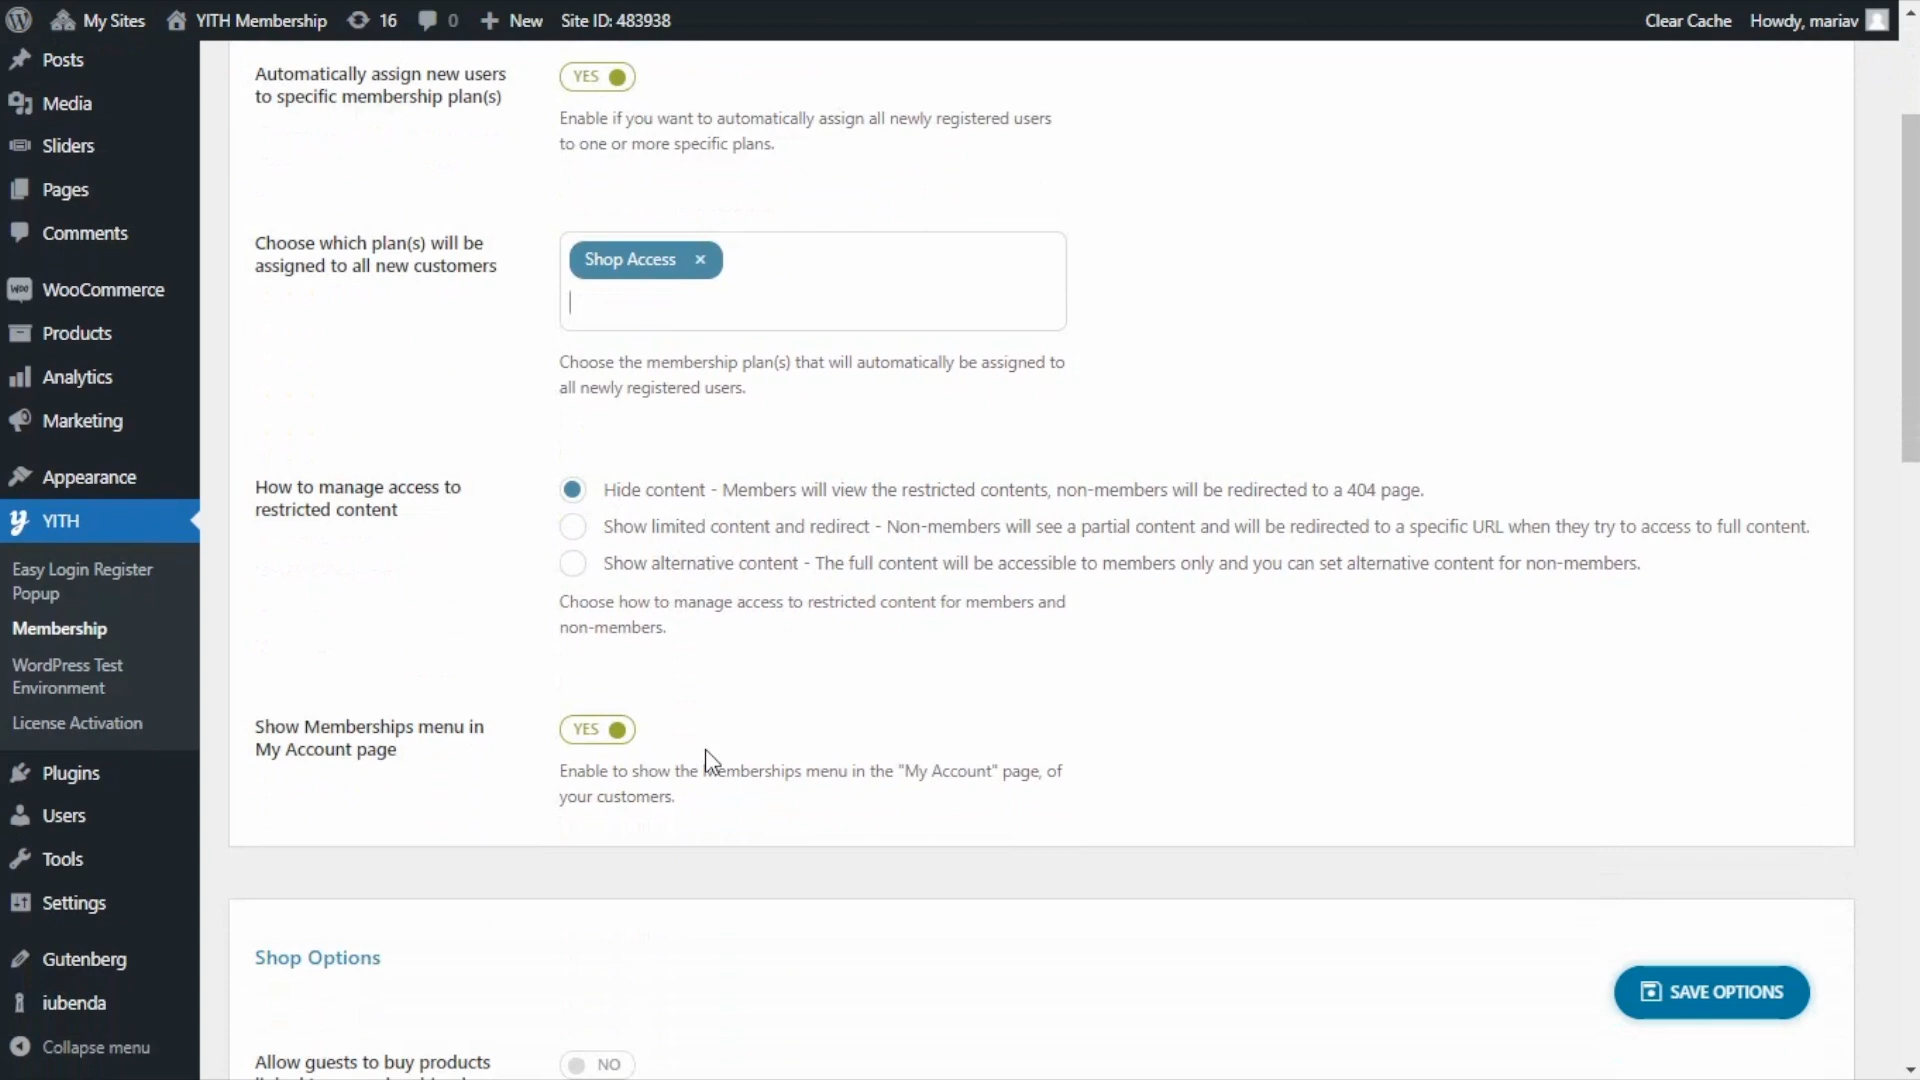 My Sites YITH Membership 16 0 New Site ID: 483938 Clear Cache Howdy, mariav
Posts
Media
Sliders
Pages
Comments
Woo WooCommerce
Products
Analytics
Marketing
Appearance
YITH
Easy Login Register
Popup
Membership
WordPress Test
Environment
License Activation
Plugins
Users
Tools
Settings
Gutenberg
iubenda
Collapse menu
Automatically assign new users
to specific membership plan(s)
YES
Enable if you want to automatically assign all newly registered users
to one or more specific plans.
Choose which plan(s) will be
assigned to all new customers
Shop Access ×
Choose the membership plan(s) that will automatically be assigned to
all newly registered users.
How to manage access to
restricted content
Hide content - Members will view the restricted contents, non-members will be redirected to a 404 page.
Show limited content and redirect - Non-members will see a partial content and will be redirected to a specific URL when they try to access to full content.
Show alternative content - The full content will be accessible to members only and you can set alternative content for non-members.
Choose how to manage access to restricted content for members and
non-members.
Show Memberships menu in
My Account page
YES
Enable to show the Memberships menu in the "My Account" page, of
your customers.
Shop Options
SAVE OPTIONS
Allow guests to buy products
NO